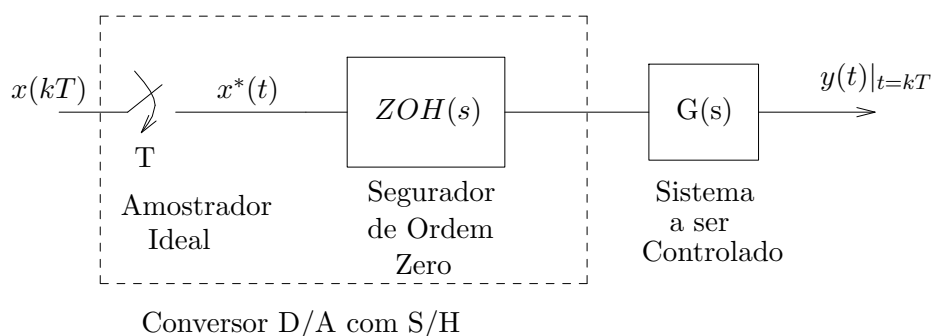 x(kT)
x*(t)
ZOH(s)
G(s)
y(t)|t=kT
T
Amostrador
Ideal
Segurador
de Ordem
Zero
Sistema
a ser
Controlado
Conversor D/A com S/H